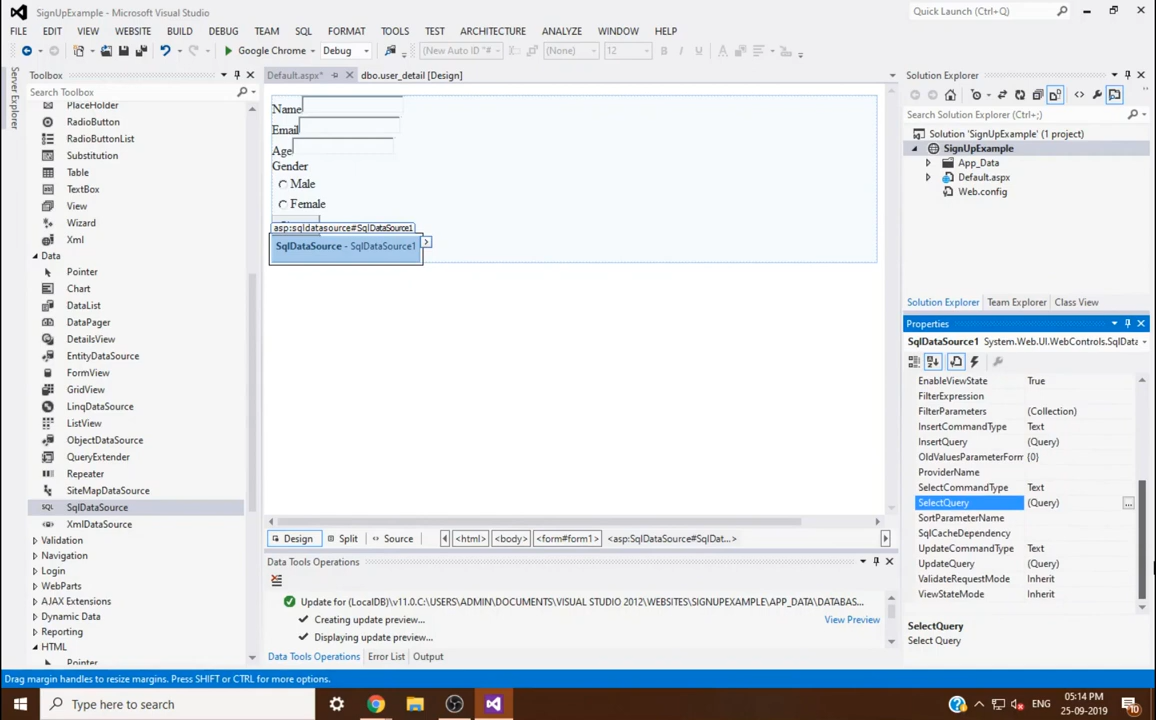 SignUpExample - Microsoft Visual Studio
Quick Launch (Ctrl+Q)
FILE EDIT VIEW WEBSITE BUILD DEBUG TEAM SQL FORMAT TOOLS TEST ARCHITECTURE ANALYZE WINDOW HELP
Google Chrome Debug (New Auto ID (None) 12 B I U A
Server Explorer
Toolbox
Search Toolbox
PlaceHolder
RadioButton
RadioButtonList
Substitution
Table
TextBox
View
Wizard
Xml
Data
Pointer
Chart
DataList
DataPager
DetailsView
EntityDataSource
FormView
GridView
LinqDataSource
ListView
ObjectDataSource
QueryExtender
Repeater
SiteMapDataSource
SqlDataSource
XmlDataSource
Validation
Navigation
Login
WebParts
AJAX Extensions
Dynamic Data
Reporting
HTML
Pointer
Default.aspx* dbo.user_detail [Design]
Name
Email
Age
Gender
Male
Female
asp:sqldatasource#SqlDataSource1
SqlDataSource - SqlDataSource1
Design Split Source <html> <body> <form#form1> <asp:SqlDataSource#SqlDat...>
Data Tools Operations
Update for (LocalDB)\v11.0.C:\USERS\ADMIN\DOCUMENTS\VISUAL STUDIO 2012\WEBSITES\SIGNUPEXAMPLE\APP_DATA\DATABAS...
Creating update preview... View Preview
Displaying update preview...
Data Tools Operations Error List Output
Solution Explorer
Search Solution Explorer (Ctrl+;)
Solution 'SignUpExample' (1 project)
SignUpExample
App_Data
Default.aspx
Web.config
Solution Explorer Team Explorer Class View
Properties
SqlDataSource1 System.Web.UI.WebControls.SqlData
EnableViewState True
FilterExpression
FilterParameters (Collection)
InsertCommandType Text
InsertQuery (Query)
OldValuesParameterForm {0}
ProviderName
SelectCommandType Text
SelectQuery (Query) ...
SortParameterName
SqlCacheDependency
UpdateCommandType Text
UpdateQuery (Query)
ValidateRequestMode Inherit
ViewStateMode Inherit
SelectQuery
Select Query
Drag margin handles to resize margins. Press SHIFT or CTRL for more options.
Type here to search
ENG
05:14 PM
25-09-2019
10